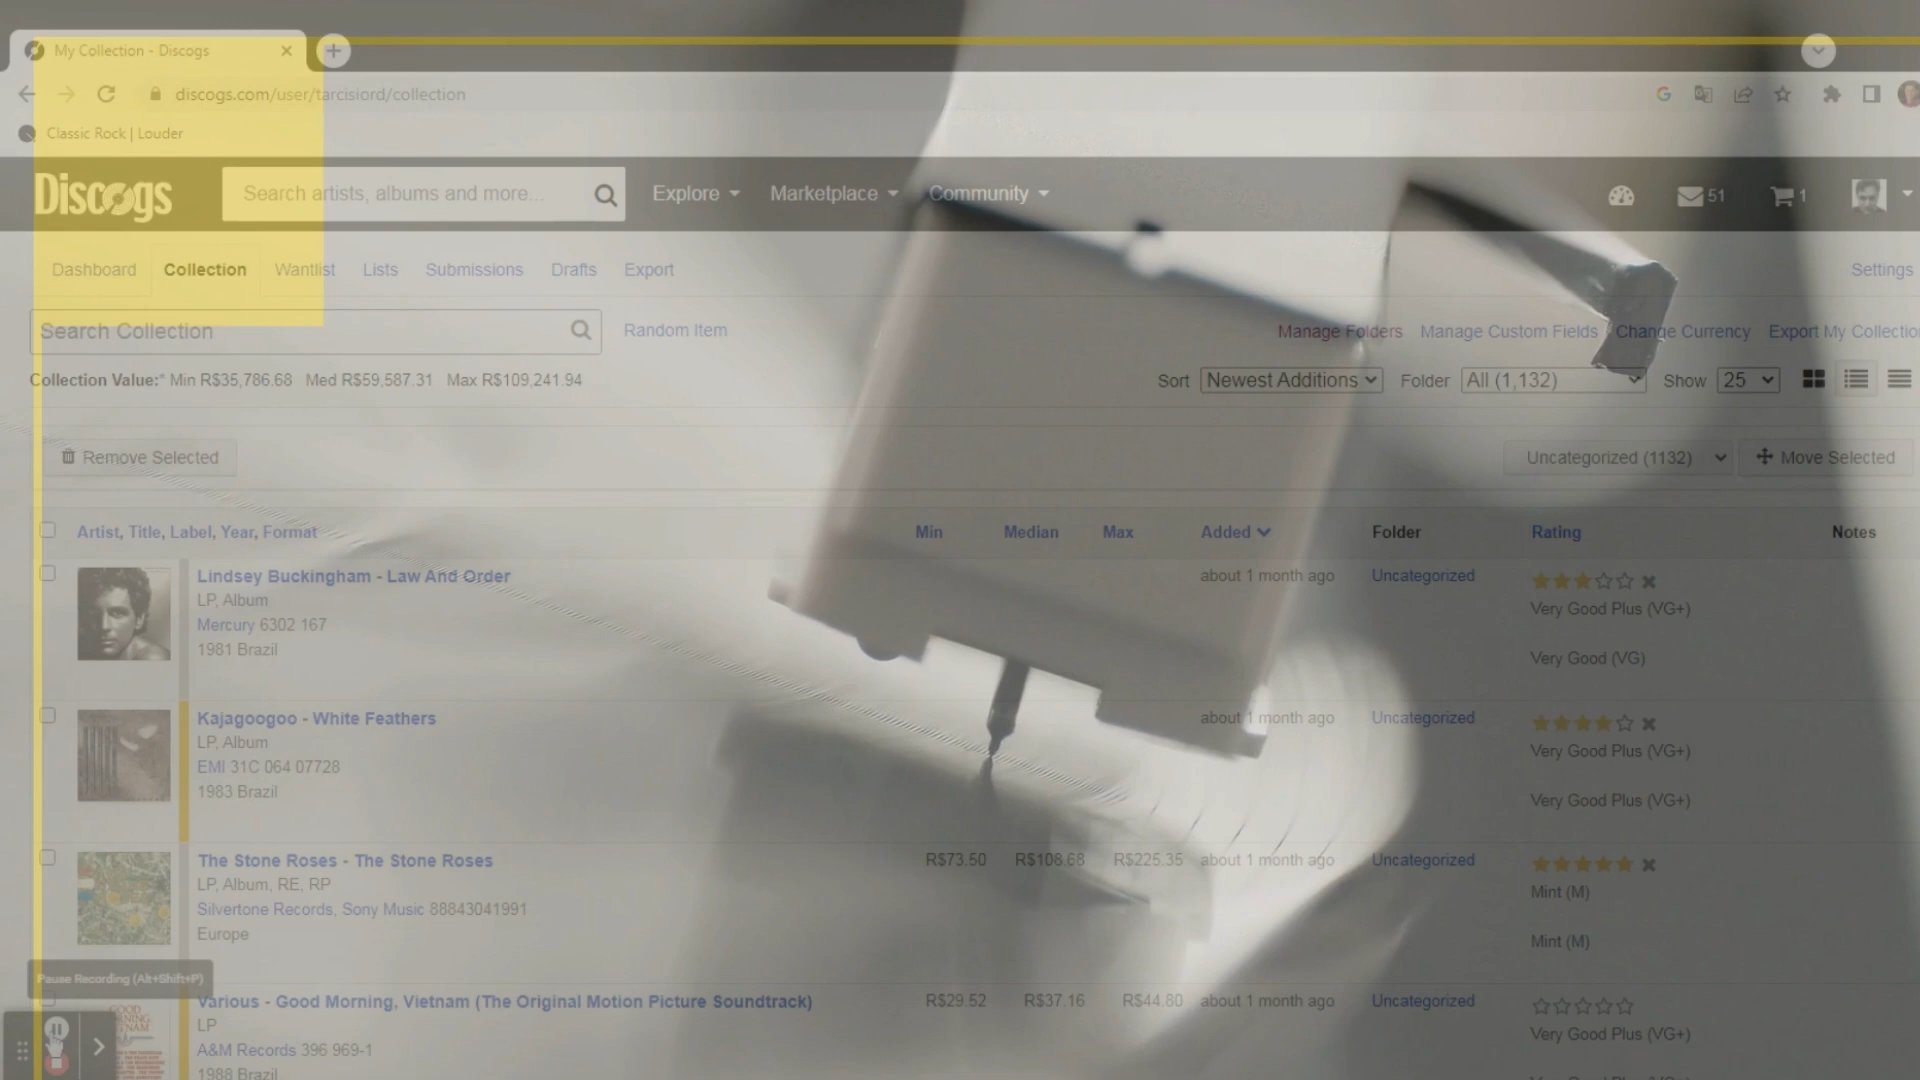 My Collection - Discogs
discogs.com/user/tarcisiord/collection
Classic Rock | Louder
Discogs Search artists, albums and more... Explore Marketplace Community 51 1
Dashboard Collection Wantlist Lists Submissions Drafts Export Settings
Search Collection Random Item Manage Folders Manage Custom Fields Change Currency Export My Collectio
Collection Value:* Min R$35,786.68 Med R$59,587.31 Max R$109,241.94 Sort Newest Additions Folder All (1,132) Show 25
Remove Selected Uncategorized (1132) Move Selected
Artist, Title, Label, Year, Format Min Median Max Added Folder Rating Notes
Lindsey Buckingham - Law And Order about 1 month ago Uncategorized
LP, Album Very Good Plus (VG+)
Mercury 6302 167
1981 Brazil Very Good (VG)
Kajagoogoo - White Feathers about 1 month ago Uncategorized
LP, Album Very Good Plus (VG+)
EMI 31C 064 07728
1983 Brazil Very Good Plus (VG+)
The Stone Roses - The Stone Roses R$73.50 R$108.68 R$225.35 about 1 month ago Uncategorized
LP, Album, RE, RP Mint (M)
Silvertone Records, Sony Music 88843041991
Europe Mint (M)
Pause Recording (Alt+Shift+P)
Various - Good Morning, Vietnam (The Original Motion Picture Soundtrack) R$29.52 R$37.16 R$44.80 about 1 month ago Uncategorized
LP Very Good Plus (VG+)
A&M Records 396 969-1
1988 Brazil